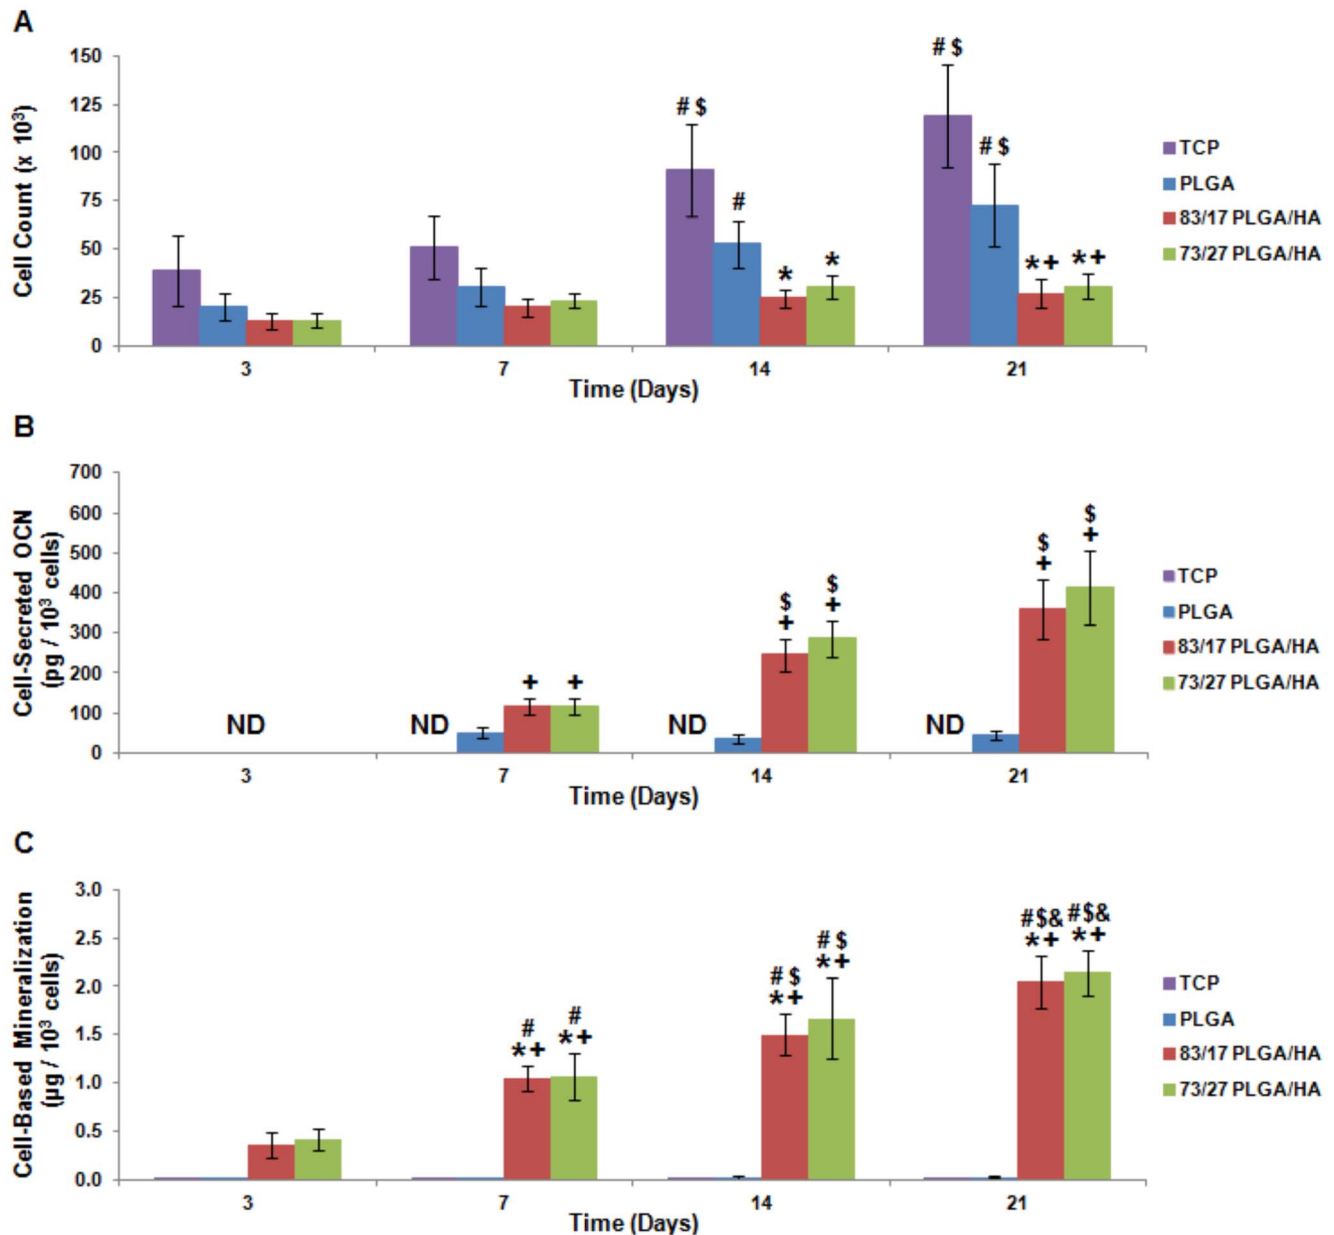 A
# $
# $
# $
#
* *
*+ *+
150
125
100
75
50
25
0
Cell Count (x 10³)
3 7 14 21
Time (Days)
TCP
PLGA
83/17 PLGA/HA
73/27 PLGA/HA
B
700
600
500
400
300
200
100
0
Cell-Secreted OCN
(pg / 10³ cells)
$ $
+ +
$ $
+ +
+ +
ND ND ND ND
3 7 14 21
Time (Days)
TCP
PLGA
83/17 PLGA/HA
73/27 PLGA/HA
C
3.0
2.5
2.0
1.5
1.0
0.5
0.0
Cell-Based Mineralization
(µg / 10³ cells)
# #
*+ *+
# $ # $
*+ *+
#$& #$&
*+ *+
3 7 14 21
Time (Days)
TCP
PLGA
83/17 PLGA/HA
73/27 PLGA/HA